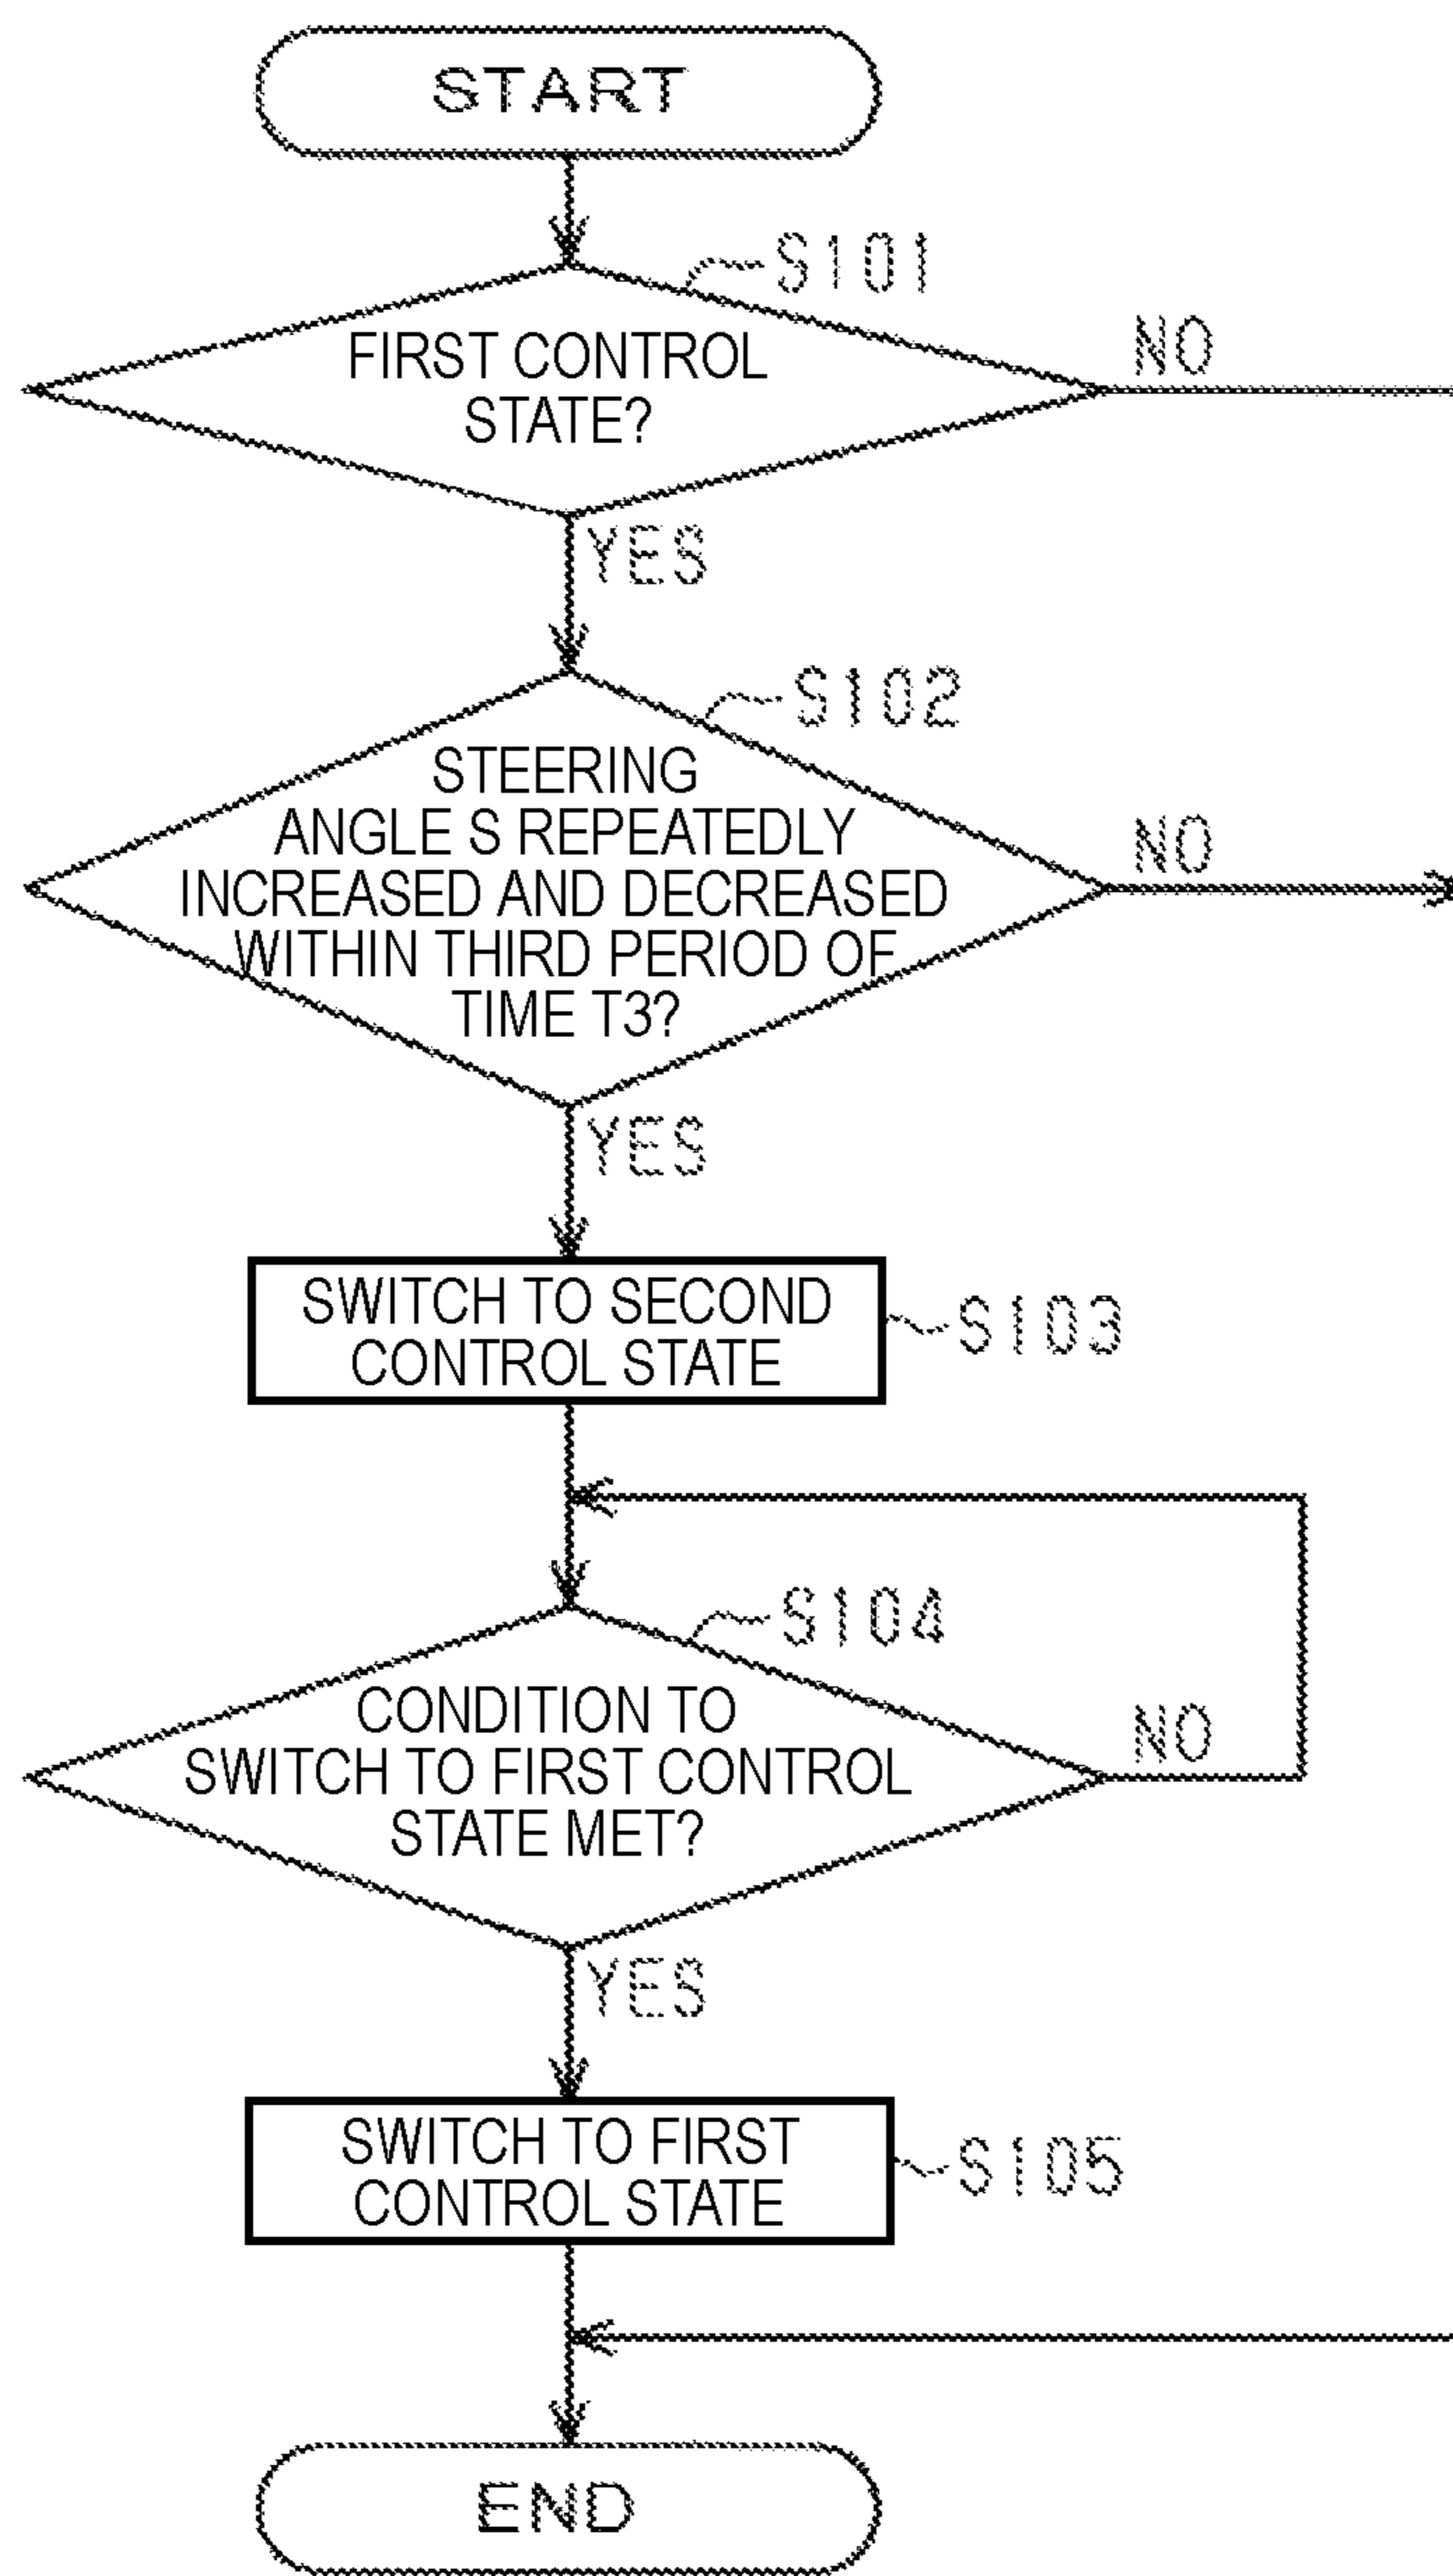 START
S101
FIRST CONTROL
STATE?
NO
YES
S102
STEERING
ANGLE S REPEATEDLY
INCREASED AND DECREASED
WITHIN THIRD PERIOD OF
TIME T3?
NO
YES
SWITCH TO SECOND
CONTROL STATE
S103
S104
CONDITION TO
SWITCH TO FIRST CONTROL
STATE MET?
NO
YES
SWITCH TO FIRST
CONTROL STATE
S105
END